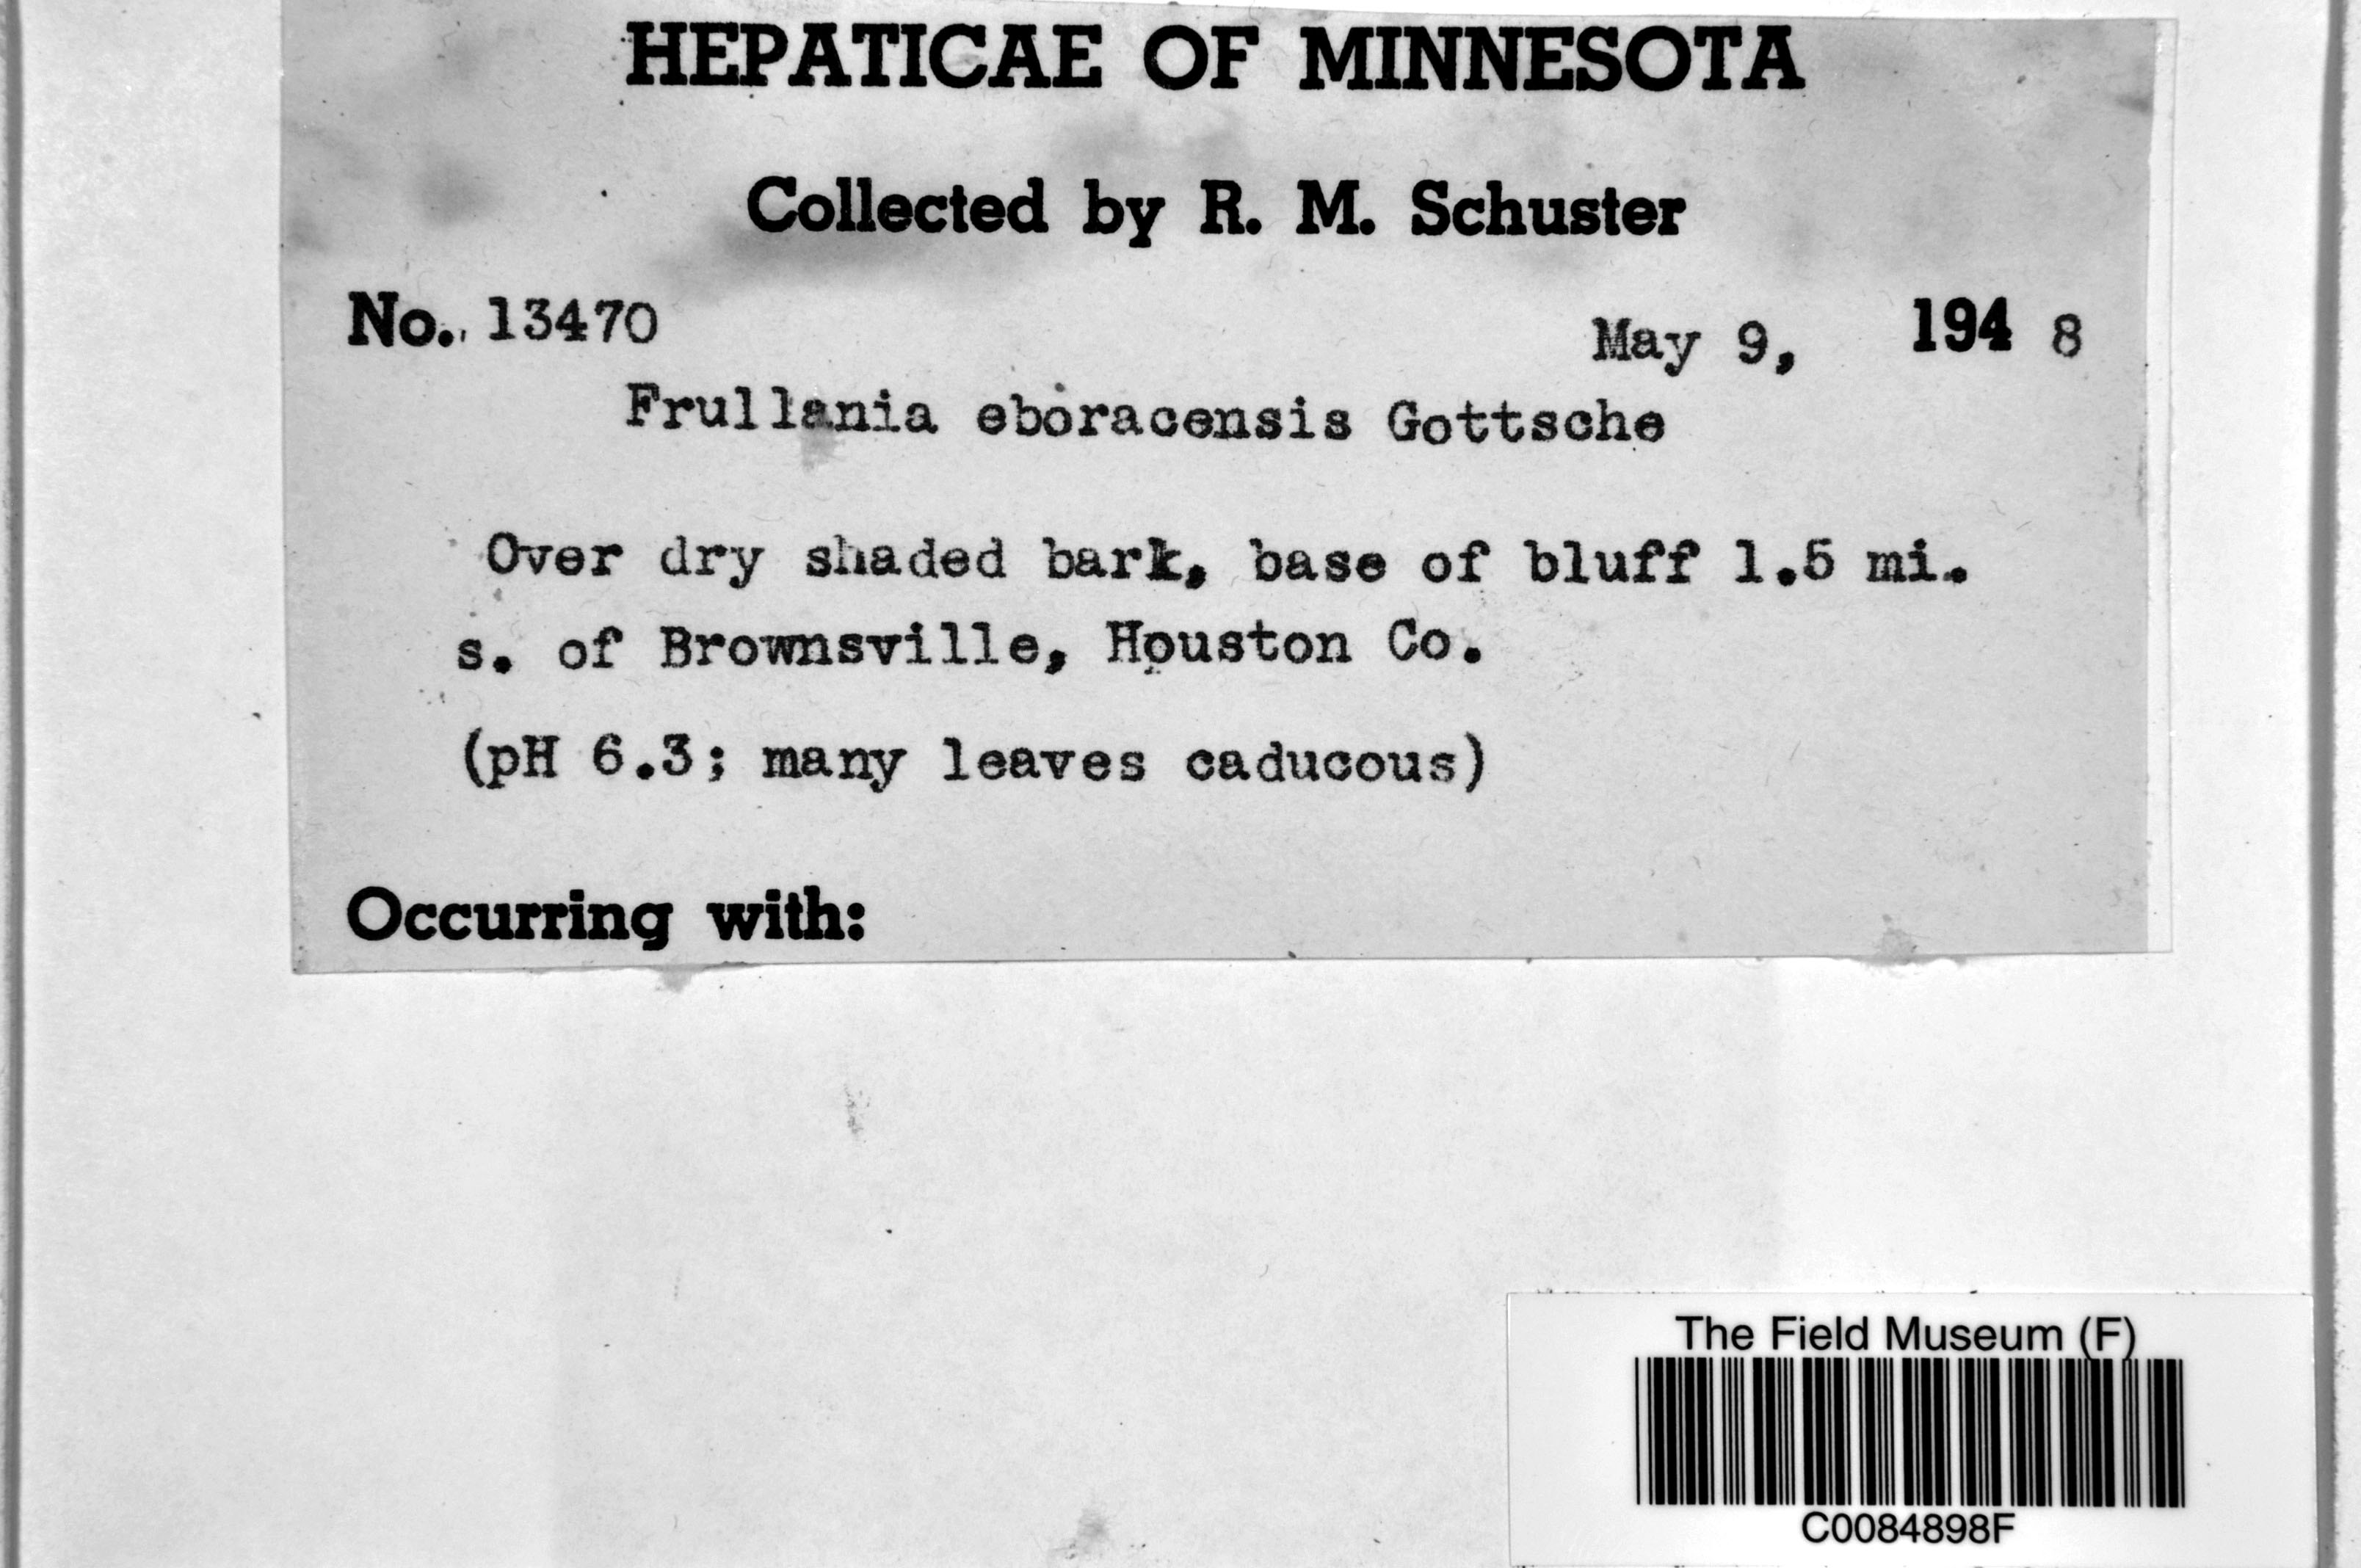 HEPATICAE OF MINNESOTA
Collected by R. M. Schuster
No. 13470 May 9, 1948
Frullania eboracensis Gottsche
Over dry shaded bark, base of bluff 1.5 mi.
s. of Brownsville, Houston Co.
(pH 6.3; many leaves caducous)
Occurring with:
The Field Museum (F)
C0084898F